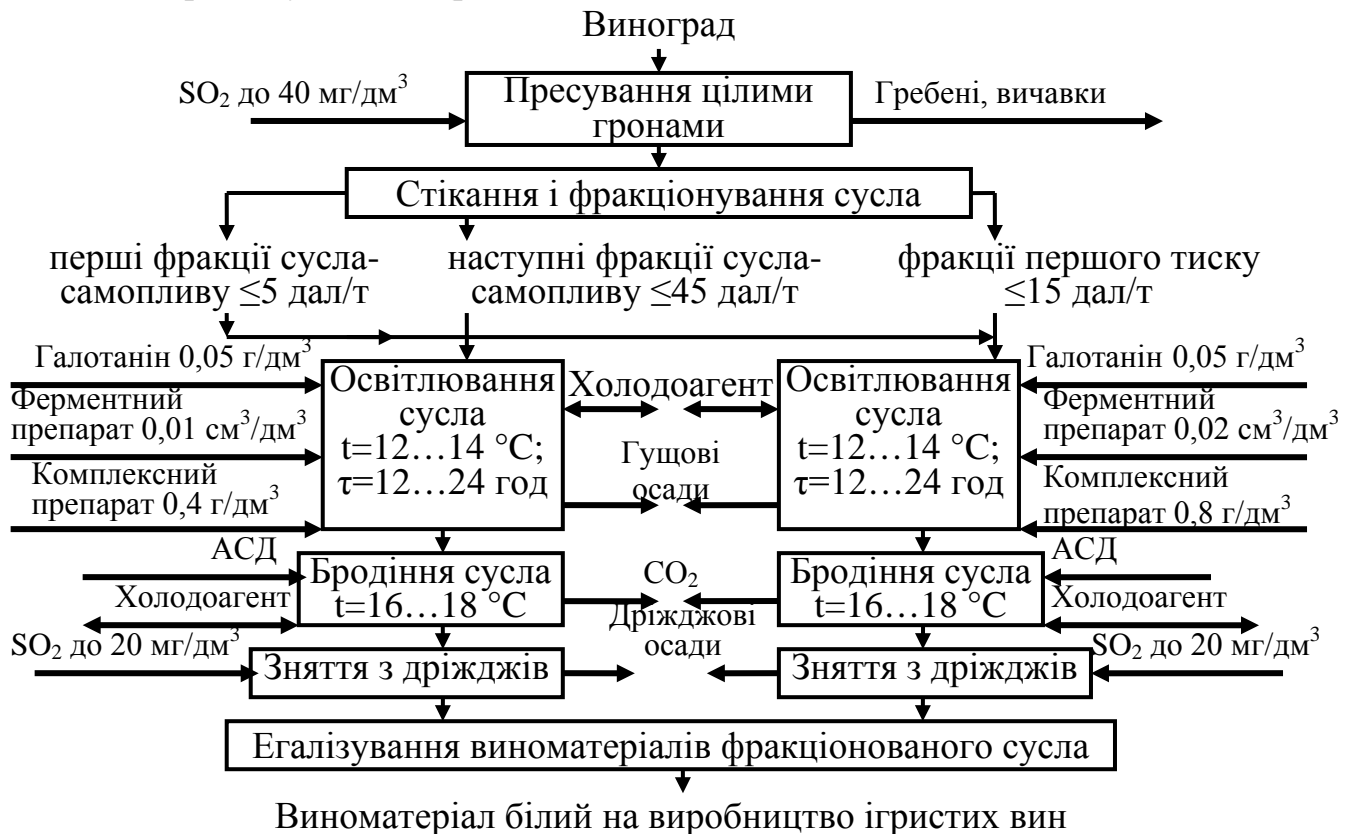 Виноград
SO₂ до 40 мг/дм³
Пресування цілими
гронами
Гребені, вичавки
Стікання і фракціонування сусла
перші фракції сусла-
самопливу ≤5 дал/т
наступні фракції сусла-
самопливу ≤45 дал/т
фракції першого тиску
≤15 дал/т
Галотанін 0,05 г/дм³
Ферментний
препарат 0,01 см³/дм³
Комплексний
препарат 0,4 г/дм³
Освітлювання
сусла
t=12…14 °С;
τ=12…24 год
Холодоагент
Гущові
осади
Освітлювання
сусла
t=12…14 °С;
τ=12…24 год
Галотанін 0,05 г/дм³
Ферментний
препарат 0,02 см³/дм³
Комплексний
препарат 0,8 г/дм³
АСД
Холодоагент
Бродіння сусла
t=16…18 °С
СО₂
Дріжджові
осади
Бродіння сусла
t=16…18 °С
АСД
Холодоагент
SO₂ до 20 мг/дм³
Зняття з дріжджів
Зняття з дріжджів
SO₂ до 20 мг/дм³
Егалізування виноматеріалів фракціонованого сусла
Виноматеріал білий на виробництво ігристих вин